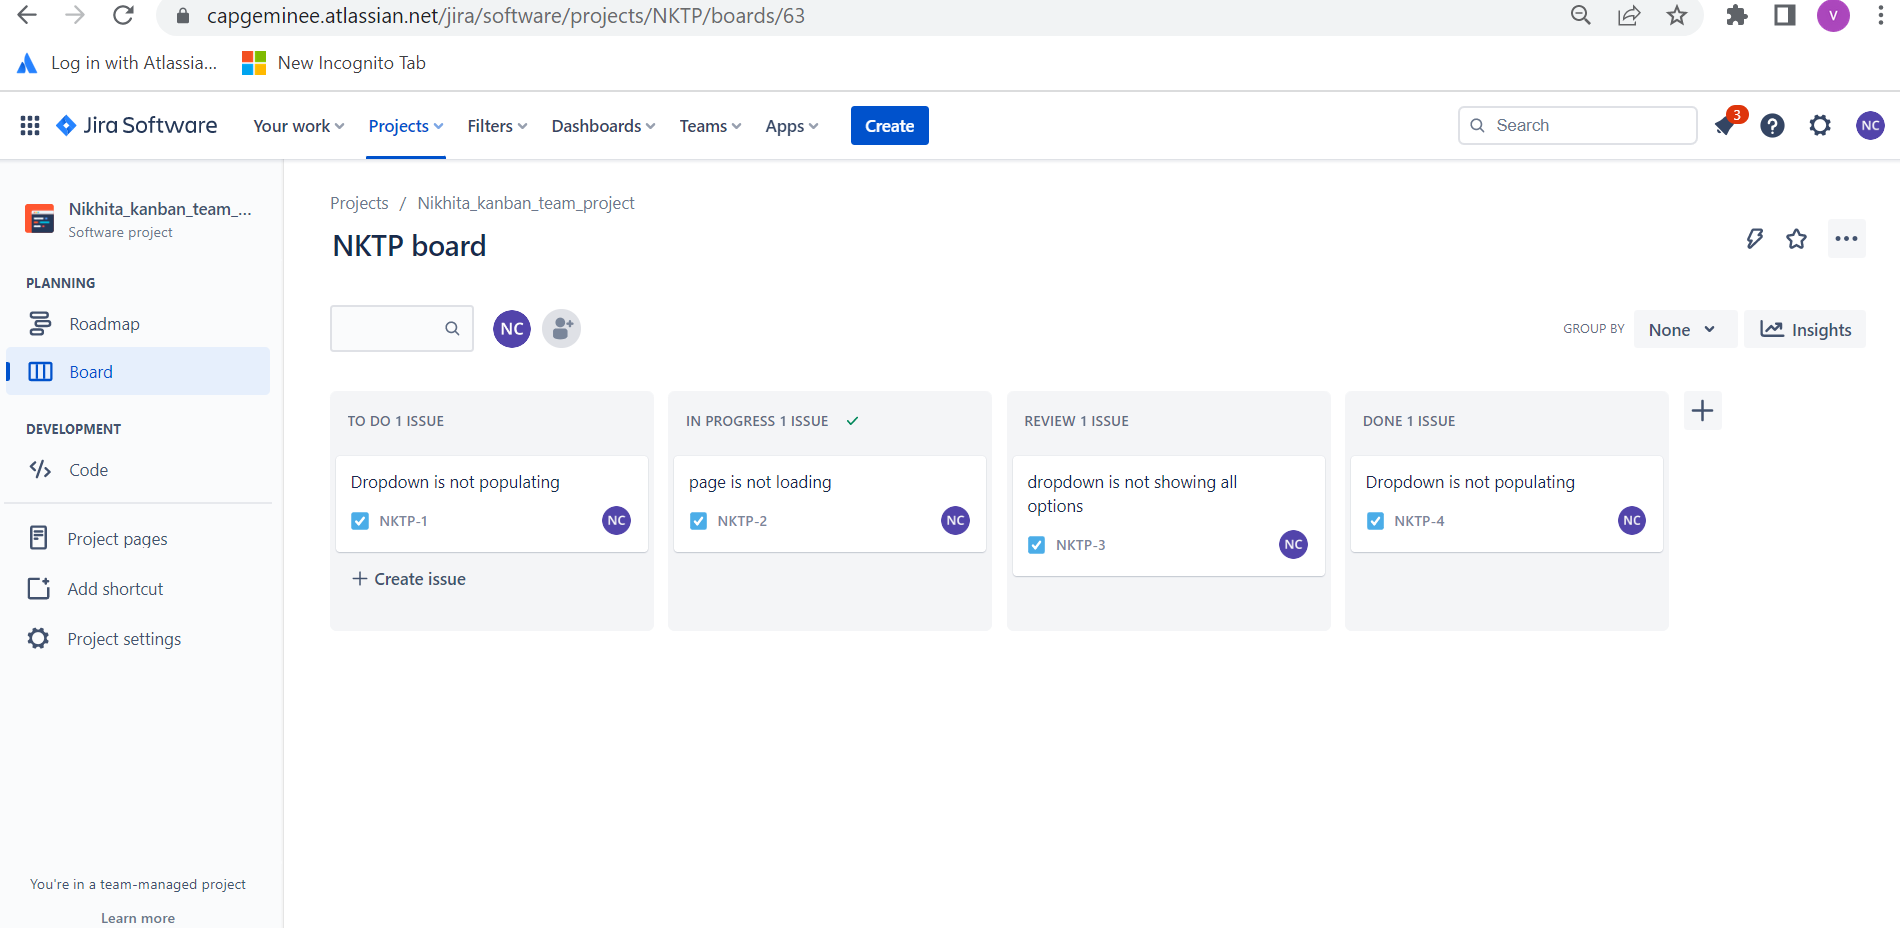 capgeminee.atlassian.net/jira/software/projects/NKTP/boards/63
V
Log in with Atlassia...
New Incognito Tab
Jira Software
Your work
Projects
Filters
Dashboards
Teams
Apps
Create
Search
3
NC
Nikhita_kanban_team_...
Software project
PLANNING
Roadmap
Board
DEVELOPMENT
Code
Project pages
Add shortcut
Project settings
You're in a team-managed project
Learn more
Projects / Nikhita_kanban_team_project
NKTP board
NC
GROUP BY
None
Insights
TO DO 1 ISSUE
Dropdown is not populating
NKTP-1
NC
+ Create issue
IN PROGRESS 1 ISSUE
page is not loading
NKTP-2
NC
REVIEW 1 ISSUE
dropdown is not showing all
options
NKTP-3
NC
DONE 1 ISSUE
Dropdown is not populating
NKTP-4
NC